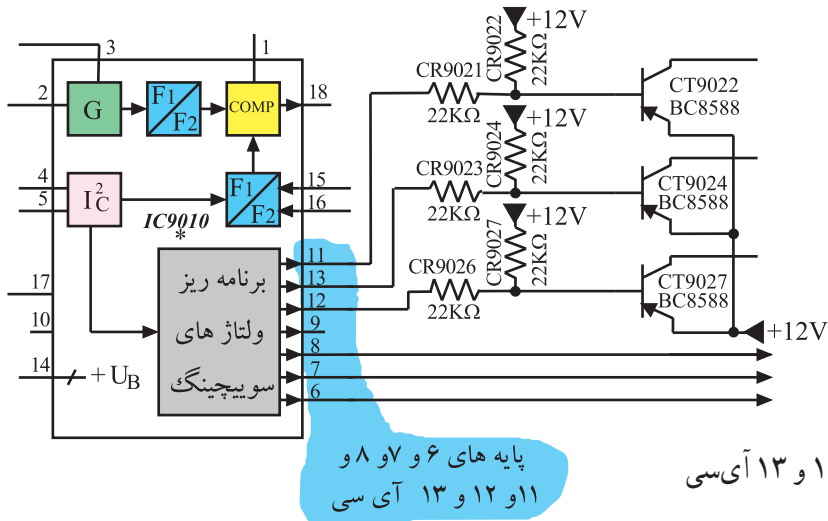 +12V
3
1
CR9022
22KΩ
CR9021
22KΩ
CT9022
BC8588
2
G
F1
F2
COMP
18
+12V
CR9024
22KΩ
CR9023
22KΩ
CT9024
BC8588
4
5
I²C
F1
F2
15
16
IC9010
*
+12V
CR9027
22KΩ
CR9026
22KΩ
CT9027
BC8588
+12V
برنامه ریز
ولتاژ های
سوییچینگ
11
13
12
9
8
7
6
17
10
14
+UB
پایه های ۶ و ۷و ۸ و
۱۱و ۱۲ و ۱۳ آی سی
۱ و ۱۳ آی‌سی